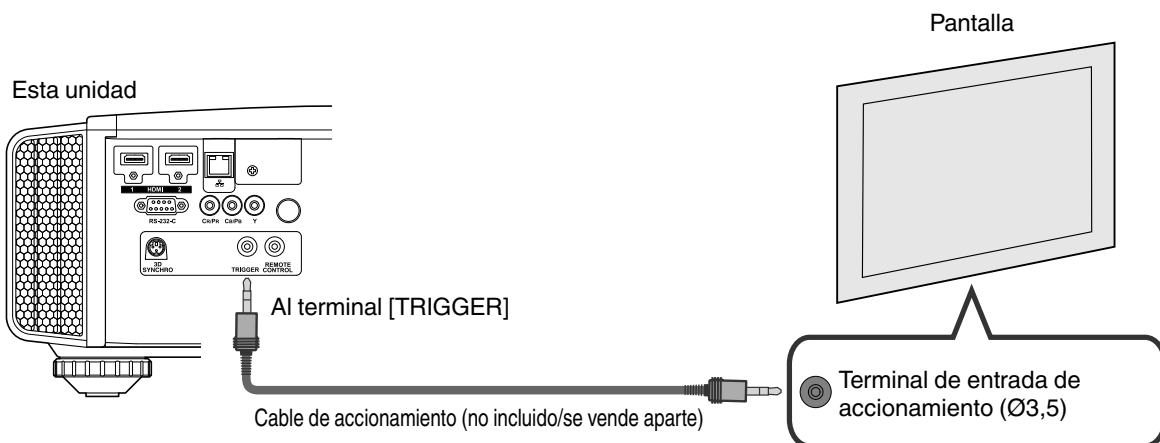 Pantalla
Esta unidad
1 HDMI 2
RS-232-C
CR/PR CB/PB Y
3D
SYNCHRO
TRIGGER
REMOTE
CONTROL
Al terminal [TRIGGER]
Cable de accionamiento (no incluido/se vende aparte)
Terminal de entrada de
accionamiento (Ø3,5)